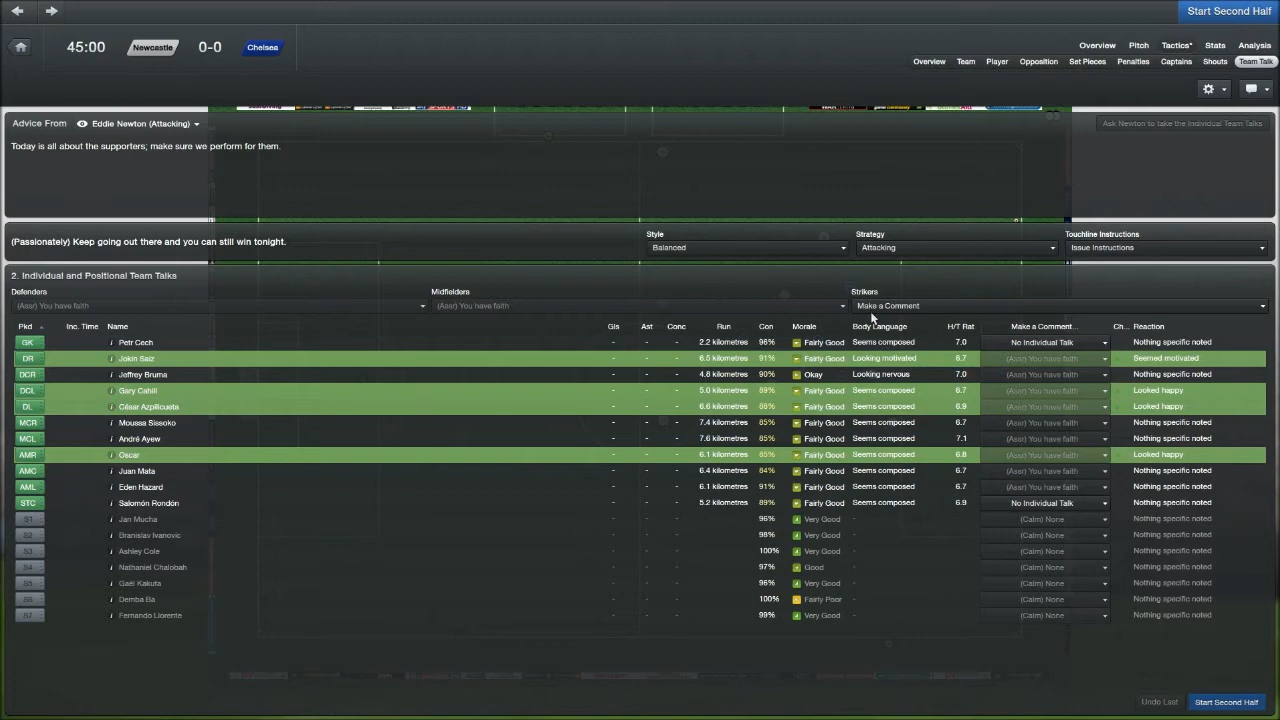 Start Second Half
45:00 Newcastle 0-0 Chelsea
Overview Pitch Tactics* Stats Analysis
Overview Team Player Opposition Set Pieces Penalties Captains Shouts Team Talk
Advice From Eddie Newton (Attacking) Ask Newton to take the Individual Team Talks
Today is all about the supporters; make sure we perform for them.
Style Strategy Touchline Instructions
(Passionately) Keep going out there and you can still win tonight. Balanced Attacking Issue Instructions
2. Individual and Positional Team Talks
Defenders Midfielders Strikers
(Assr) You have faith (Assr) You have faith Make a Comment
Pkd Inc. Time Name Gls Ast Conc Run Con Morale Body Language H/T Rat Make a Comment... Ch... Reaction
GK i Petr Cech - - - 2.2 kilometres 96% Fairly Good Seems composed 7.0 No Individual Talk Nothing specific noted
DR i Jokin Saiz - - - 6.5 kilometres 91% Fairly Good Looking motivated 6.7 (Assr) You have faith Seemed motivated
DCR i Jeffrey Bruma - - - 4.8 kilometres 90% Okay Looking nervous 7.0 (Assr) You have faith Nothing specific noted
DCL i Gary Cahill - - - 5.0 kilometres 89% Fairly Good Seems composed 6.7 (Assr) You have faith Looked happy
DL i César Azpilicueta - - - 6.6 kilometres 88% Fairly Good Seems composed 6.9 (Assr) You have faith Looked happy
MCR i Moussa Sissoko - - - 7.4 kilometres 85% Fairly Good Seems composed 6.7 (Assr) You have faith Nothing specific noted
MCL i André Ayew - - - 7.6 kilometres 85% Fairly Good Seems composed 7.1 (Assr) You have faith Nothing specific noted
AMR i Oscar - - - 6.1 kilometres 85% Fairly Good Seems composed 6.8 (Assr) You have faith Looked happy
AMC i Juan Mata - - - 6.4 kilometres 84% Fairly Good Seems composed 6.7 (Assr) You have faith Nothing specific noted
AML i Eden Hazard - - - 6.1 kilometres 91% Fairly Good Seems composed 6.7 (Assr) You have faith Nothing specific noted
STC i Salomón Rondón - - - 5.2 kilometres 89% Fairly Good Seems composed 6.9 No Individual Talk Nothing specific noted
S1 i Jan Mucha - - - - 96% Very Good - (Calm) None Nothing specific noted
S2 i Branislav Ivanovic - - - - 98% Very Good - (Calm) None Nothing specific noted
S3 i Ashley Cole - - - - 100% Very Good - (Calm) None Nothing specific noted
S4 i Nathaniel Chalobah - - - - 97% Good - (Calm) None Nothing specific noted
S5 i Gaël Kakuta - - - - 96% Very Good - (Calm) None Nothing specific noted
S6 i Demba Ba - - - - 100% Fairly Poor - (Calm) None Nothing specific noted
S7 i Fernando Llorente - - - - 99% Very Good - (Calm) None Nothing specific noted
Undo Last Start Second Half